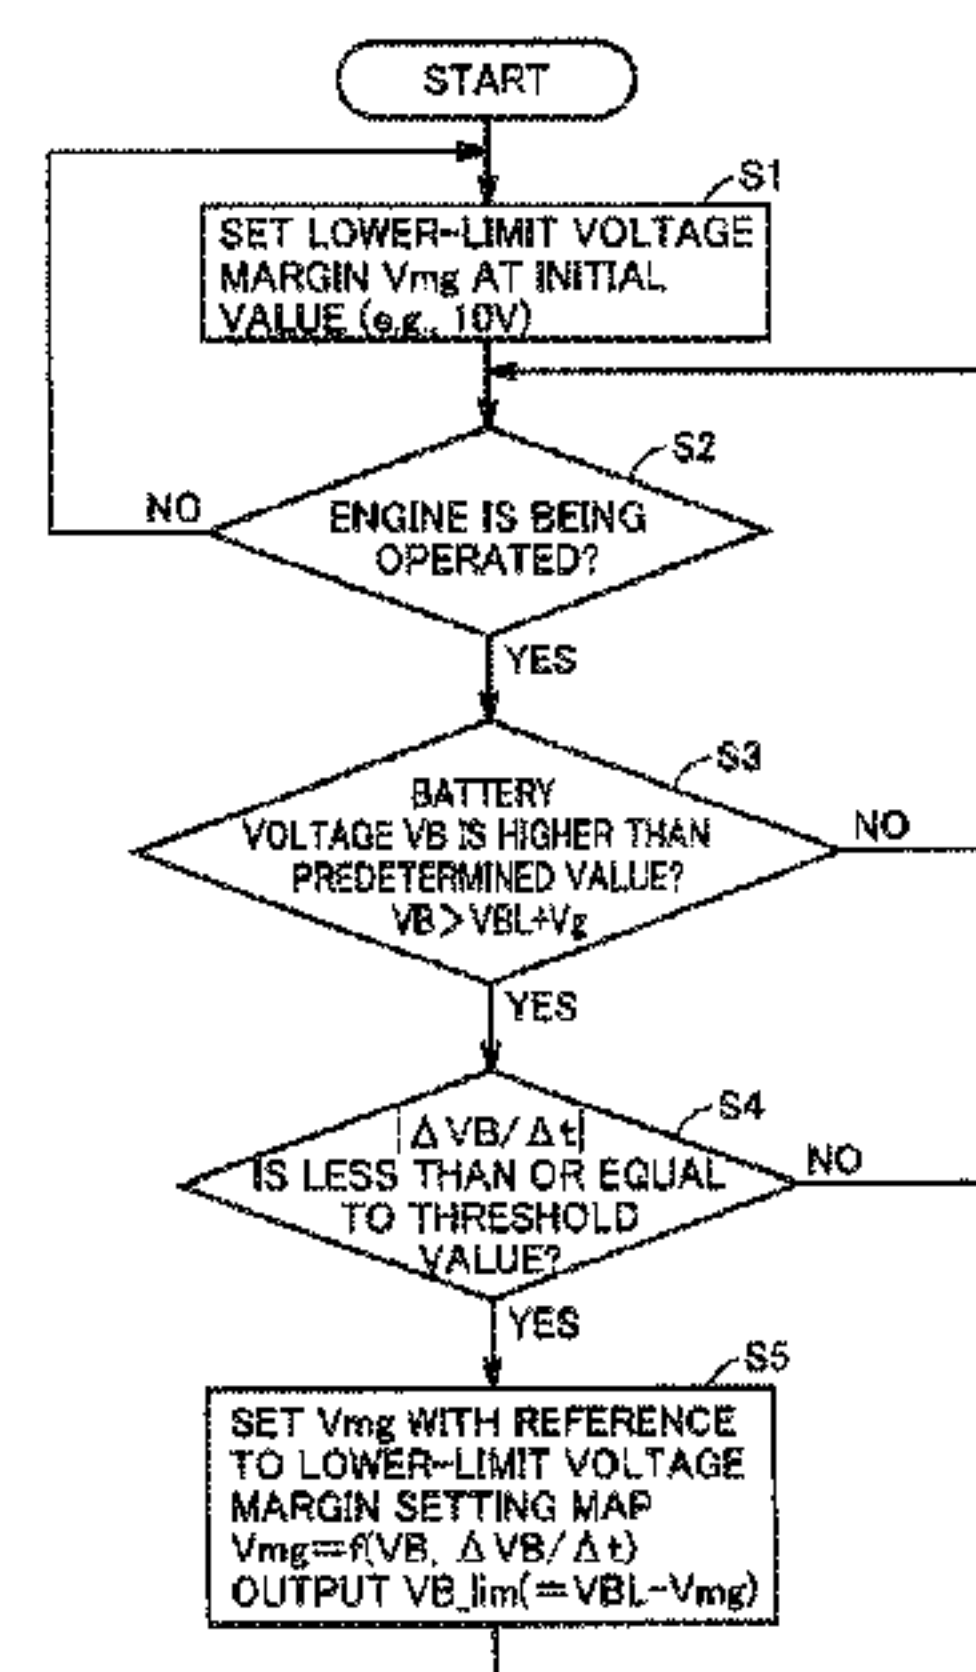 START
S1
SET LOWER-LIMIT VOLTAGE
MARGIN Vmg AT INITIAL
VALUE (e.g., 10V)
S2
NO
ENGINE IS BEING
OPERATED?
YES
S3
BATTERY
VOLTAGE VB IS HIGHER THAN
PREDETERMINED VALUE?
VB>VBL+Vg
NO
YES
S4
|ΔVB/Δt|
IS LESS THAN OR EQUAL
TO THRESHOLD
VALUE?
NO
YES
S5
SET Vmg WITH REFERENCE
TO LOWER-LIMIT VOLTAGE
MARGIN SETTING MAP
Vmg=f(VB, ΔVB/Δt)
OUTPUT VB_lim(=VBL-Vmg)